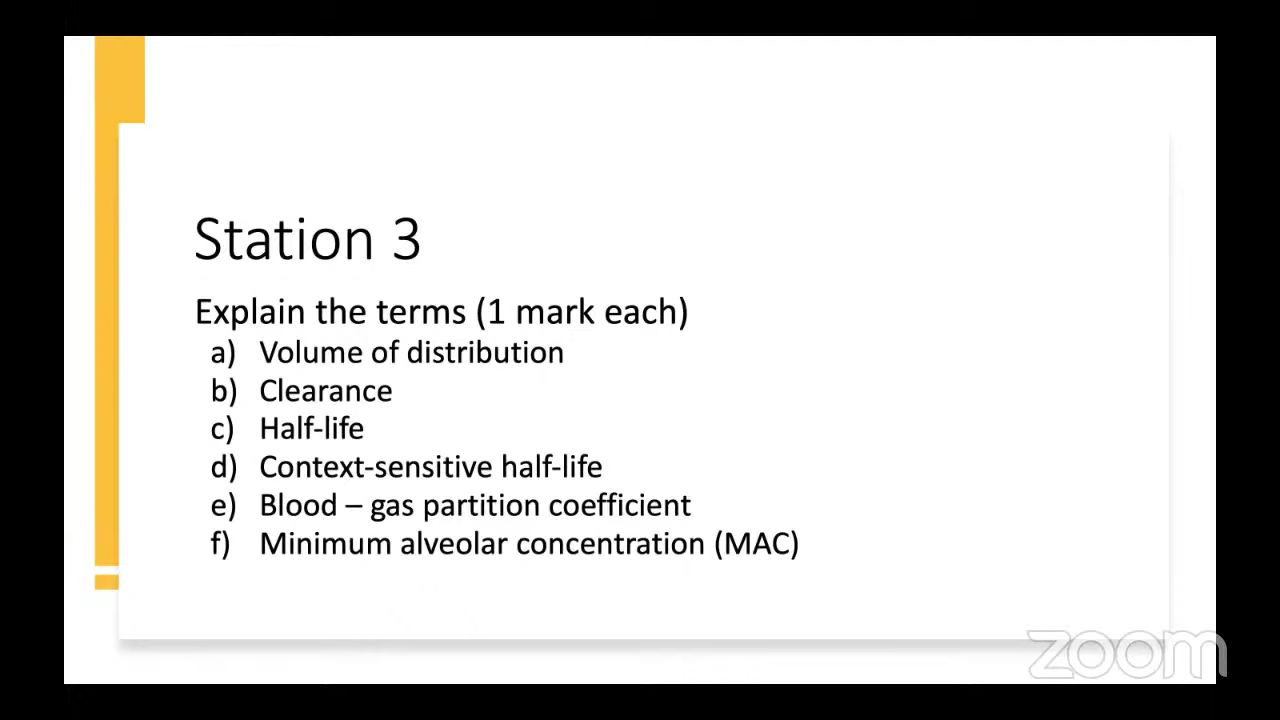 Station 3
Explain the terms (1 mark each)
a) Volume of distribution
b) Clearance
c) Half-life
d) Context-sensitive half-life
e) Blood – gas partition coefficient
f) Minimum alveolar concentration (MAC)
zoom